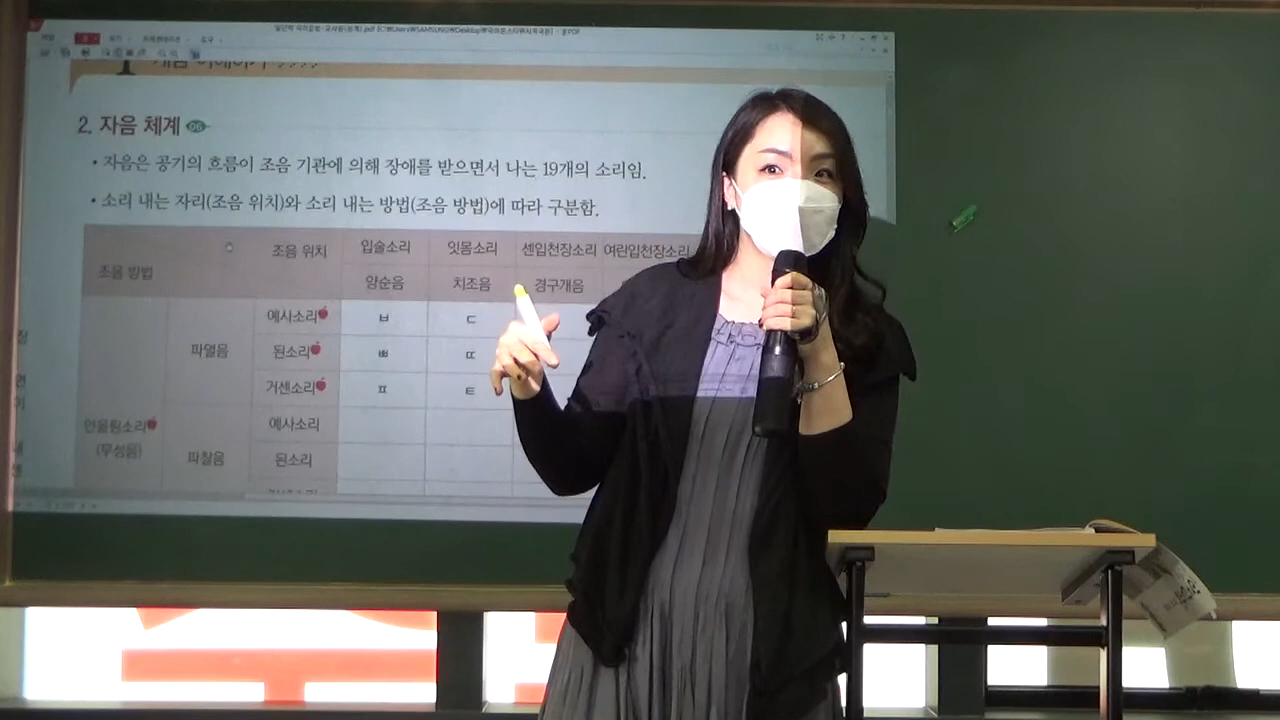 2. 자음 체계 06
• 자음은 공기의 흐름이 조음 기관에 의해 장애를 받으면서 나는 19개의 소리임.
• 소리 내는 자리(조음 위치)와 소리 내는 방법(조음 방법)에 따라 구분함.
조음 위치 입술소리 잇몸소리 센입천장소리 여린입천장소리
조음 방법
양순음 치조음 경구개음
예사소리 ㅂ ㄷ
파열음 된소리 ㅃ ㄸ
거센소리 ㅍ ㅌ
안울림소리 예사소리
(무성음) 파찰음 된소리